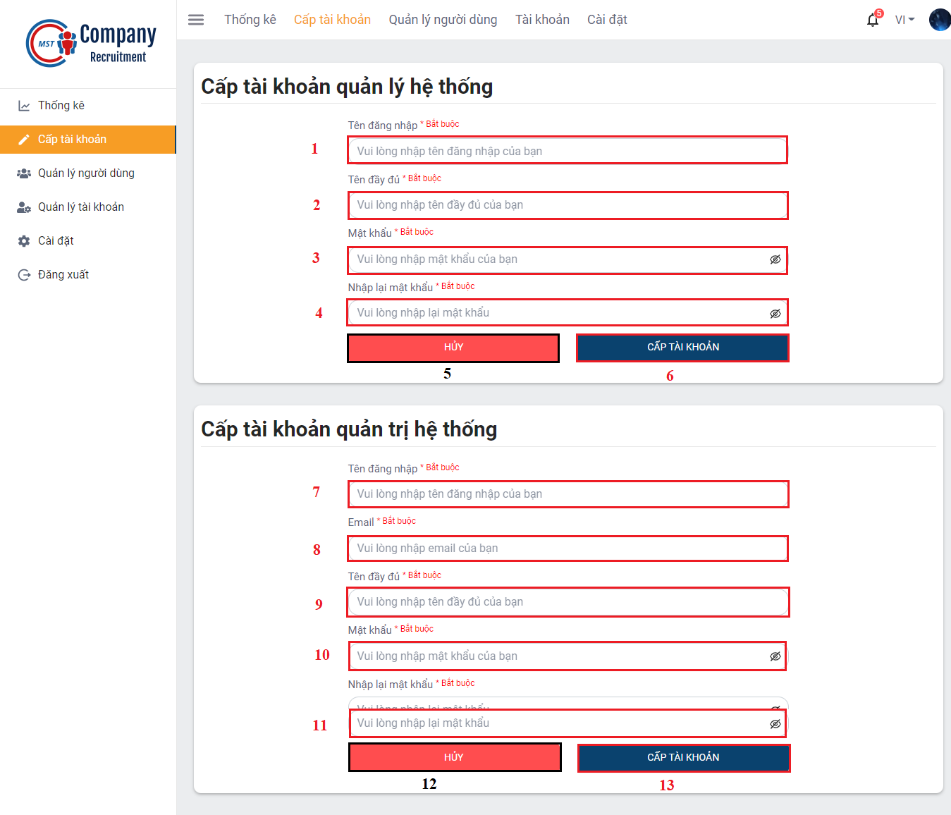 MST
Company
Recruitment
Thống kê
Cấp tài khoản
Quản lý người dùng
Tài khoản
Cài đặt
5
VI
Thống kê
Cấp tài khoản
Quản lý người dùng
Quản lý tài khoản
Cài đặt
Đăng xuất
Cấp tài khoản quản lý hệ thống
Tên đăng nhập * Bắt buộc
1
Vui lòng nhập tên đăng nhập của bạn
Tên đầy đủ * Bắt buộc
2
Vui lòng nhập tên đầy đủ của bạn
Mật khẩu * Bắt buộc
3
Vui lòng nhập mật khẩu của bạn
Nhập lại mật khẩu * Bắt buộc
4
Vui lòng nhập lại mật khẩu
HỦY
CẤP TÀI KHOẢN
5
6
Cấp tài khoản quản trị hệ thống
Tên đăng nhập * Bắt buộc
7
Vui lòng nhập tên đăng nhập của bạn
Email * Bắt buộc
8
Vui lòng nhập email của bạn
Tên đầy đủ * Bắt buộc
9
Vui lòng nhập tên đầy đủ của bạn
Mật khẩu * Bắt buộc
10
Vui lòng nhập mật khẩu của bạn
Nhập lại mật khẩu * Bắt buộc
Vui lòng nhập lại mật khẩu
11
Vui lòng nhập lại mật khẩu
HỦY
CẤP TÀI KHOẢN
12
13